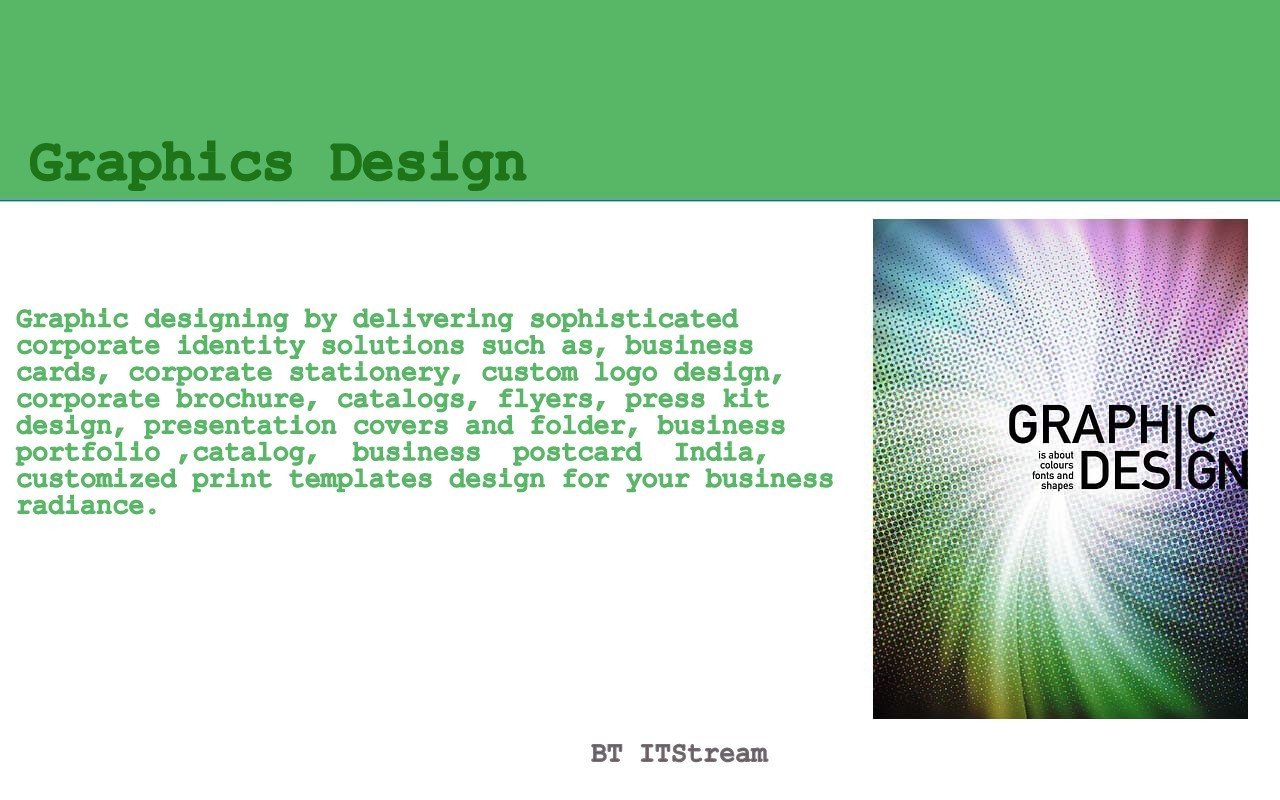 Graphics Design
Graphic designing by delivering sophisticated
corporate identity solutions such as, business
cards, corporate stationery, custom logo design,
corporate brochure, catalogs, flyers, press kit
design, presentation covers and folder, business
portfolio ,catalog,  business  postcard  India,
customized print templates design for your business
radiance.
GRAPHIC
DESIGN
is about
colours
fonts and
shapes
BT ITStream